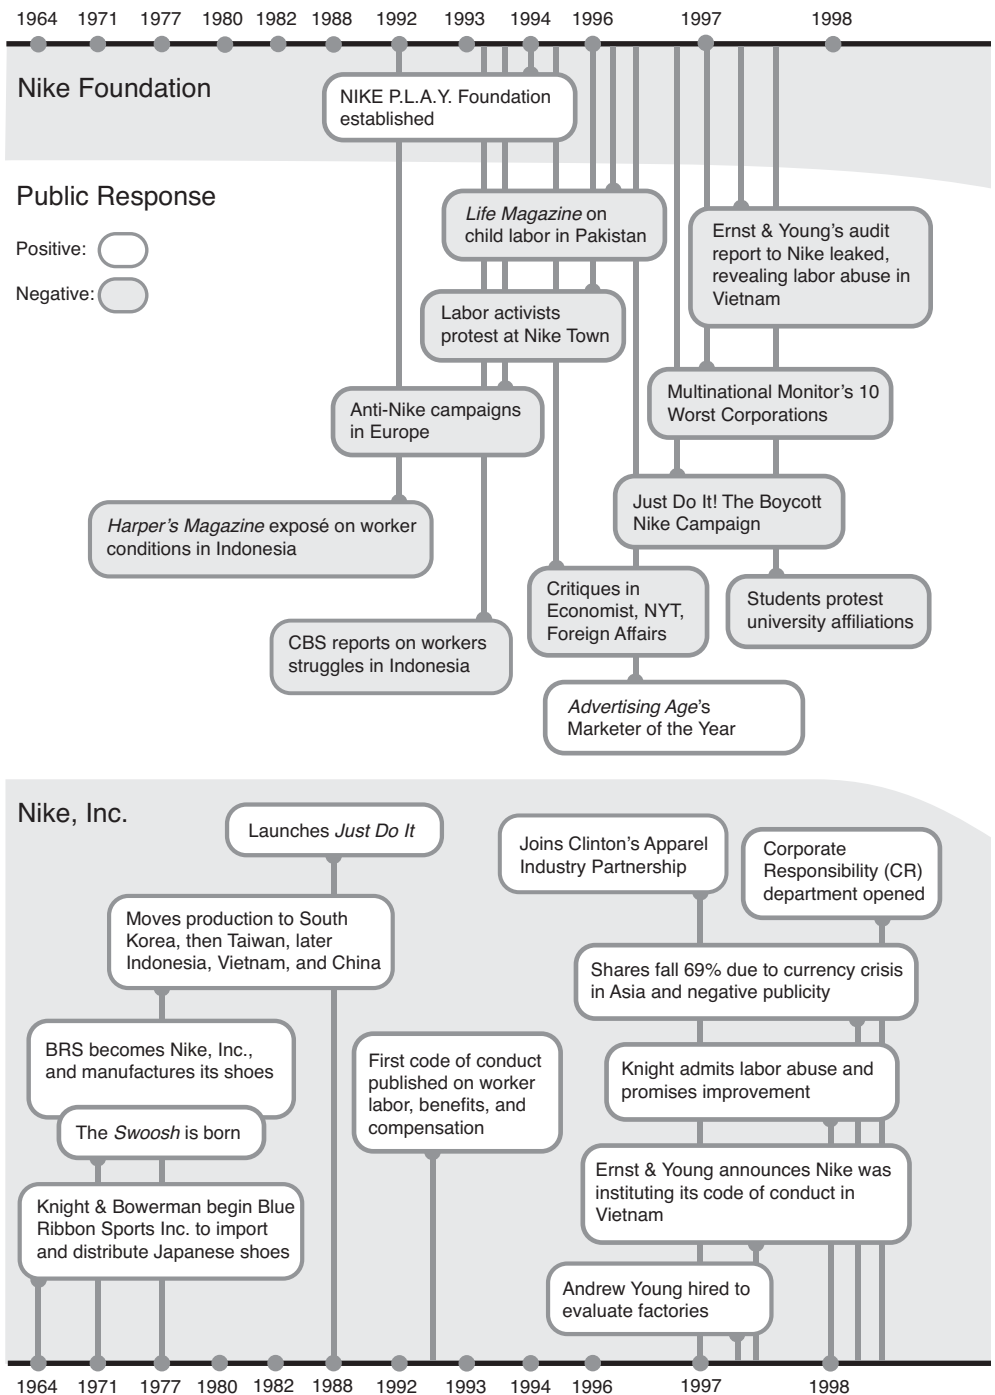 1964 1971 1977 1980 1982 1988 1992 1993 1994 1996 1997 1998
Nike Foundation
NIKE P.L.A.Y. Foundation
established
Public Response
Positive:
Negative:
Life Magazine on
child labor in Pakistan
Ernst & Young's audit
report to Nike leaked,
revealing labor abuse in
Vietnam
Labor activists
protest at Nike Town
Multinational Monitor's 10
Worst Corporations
Anti-Nike campaigns
in Europe
Just Do It! The Boycott
Nike Campaign
Harper's Magazine exposé on worker
conditions in Indonesia
Critiques in
Economist, NYT,
Foreign Affairs
Students protest
university affiliations
CBS reports on workers
struggles in Indonesia
Advertising Age's
Marketer of the Year
Nike, Inc.
Launches Just Do It
Joins Clinton's Apparel
Industry Partnership
Corporate
Responsibility (CR)
department opened
Moves production to South
Korea, then Taiwan, later
Indonesia, Vietnam, and China
Shares fall 69% due to currency crisis
in Asia and negative publicity
BRS becomes Nike, Inc.,
and manufactures its shoes
First code of conduct
published on worker
labor, benefits, and
compensation
Knight admits labor abuse and
promises improvement
The Swoosh is born
Ernst & Young announces Nike was
instituting its code of conduct in
Vietnam
Knight & Bowerman begin Blue
Ribbon Sports Inc. to import
and distribute Japanese shoes
Andrew Young hired to
evaluate factories
1964 1971 1977 1980 1982 1988 1992 1993 1994 1996 1997 1998